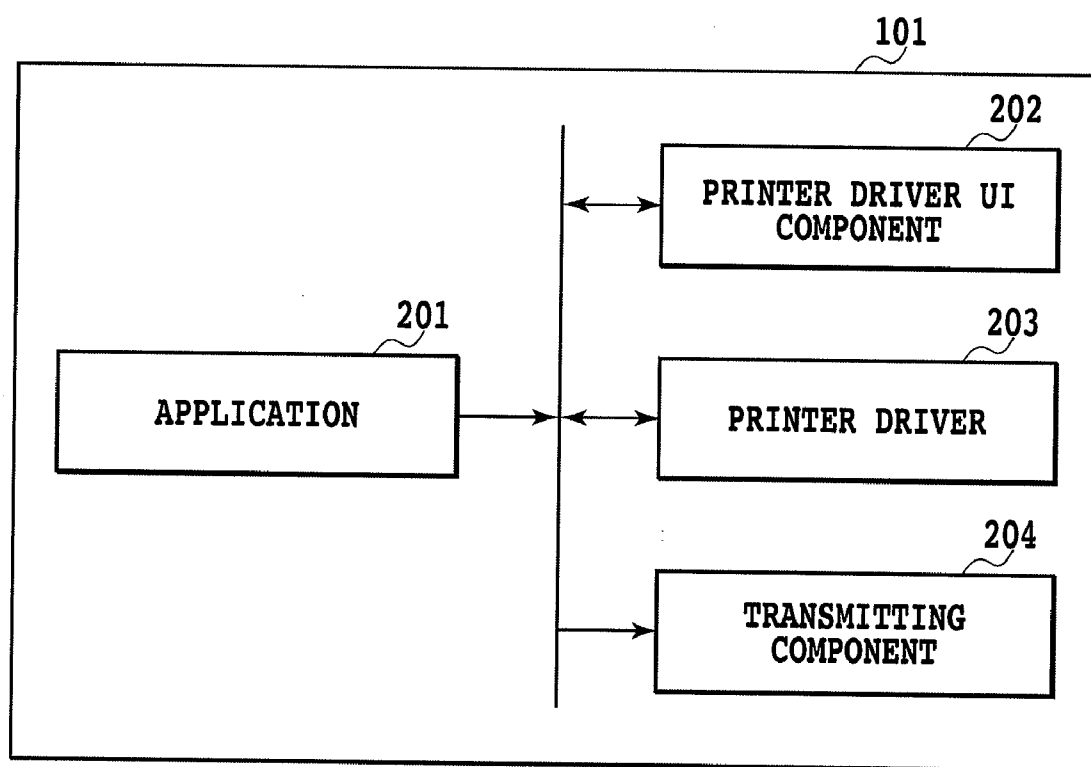 101
202
PRINTER DRIVER UI
COMPONENT
201
APPLICATION
203
PRINTER DRIVER
204
TRANSMITTING
COMPONENT